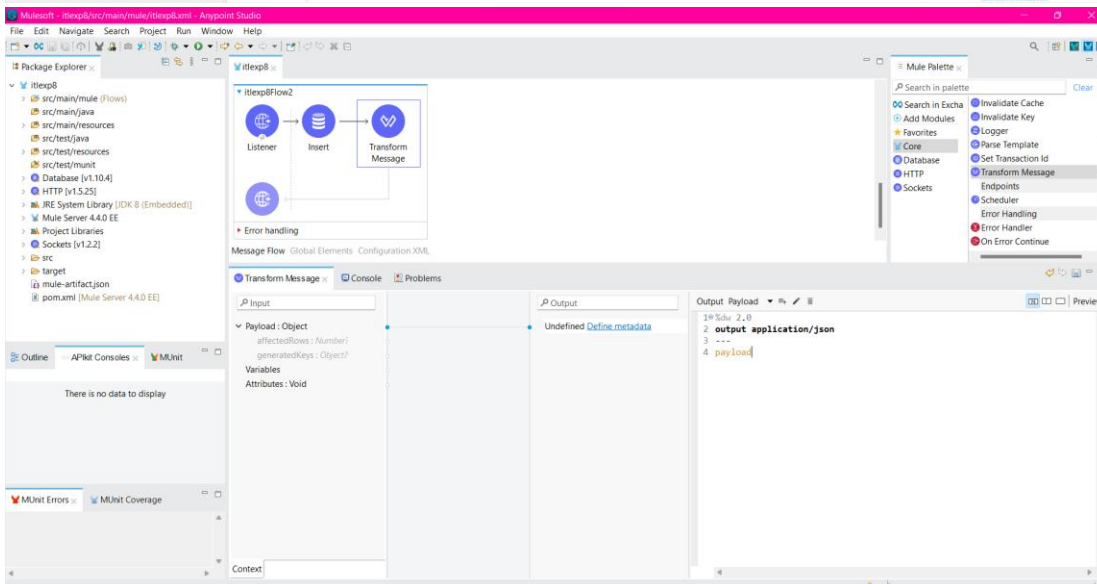 Mulesoft - itlexp8/src/main/mule/itlexp8.xml - Anypoint Studio
File Edit Navigate Search Project Run Window Help
Package Explorer
itlexp8
src/main/mule (Flows)
src/main/java
src/main/resources
src/test/java
src/test/resources
src/test/munit
Database [v1.10.4]
HTTP [v1.5.25]
JRE System Library [JDK 8 (Embedded)]
Mule Server 4.4.0 EE
Project Libraries
Sockets [v1.2.2]
src
target
mule-artifact.json
pom.xml [Mule Server 4.4.0 EE]
Outline APIkit Consoles MUnit
There is no data to display
MUnit Errors MUnit Coverage
itlexp8
itlexp8Flow2
Listener Insert Transform Message
Error handling
Message Flow Global Elements Configuration XML
Transform Message Console Problems
Input
Payload : Object
affectedRows : Number
generatedKeys : Object
Variables
Attributes : Void
Context
Output
Undefined Define metadata
Output Payload
Preview
1 %dw 2.0
2 output application/json
3 ---
4 payload
Mule Palette
Search in palette Clear
Search in Excha
Add Modules
Favorites
Core
Database
HTTP
Sockets
Invalidate Cache
Invalidate Key
Logger
Parse Template
Set Transaction Id
Transform Message
Endpoints
Scheduler
Error Handling
Error Handler
On Error Continue